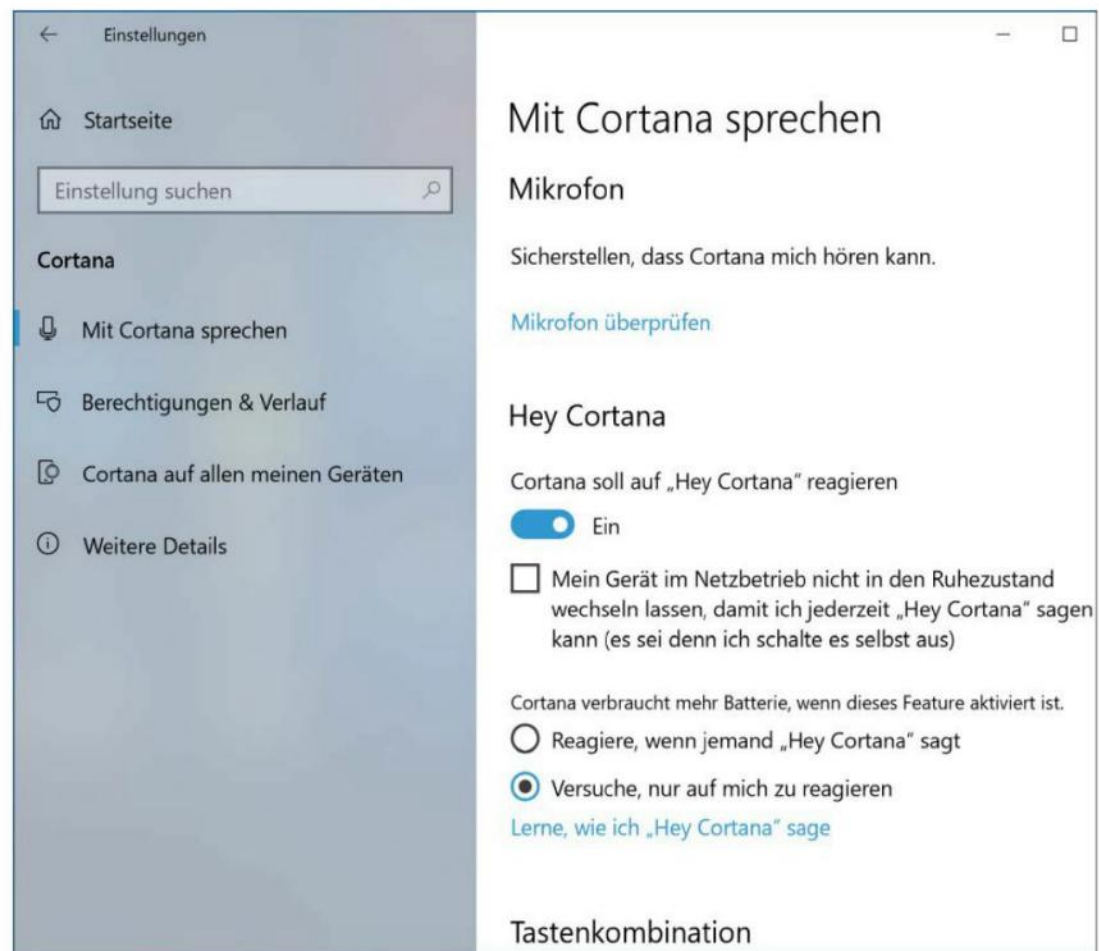 Einstellungen
Startseite
Einstellung suchen
Cortana
Mit Cortana sprechen
Berechtigungen & Verlauf
Cortana auf allen meinen Geräten
Weitere Details
Mit Cortana sprechen
Mikrofon
Sicherstellen, dass Cortana mich hören kann.
Mikrofon überprüfen
Hey Cortana
Cortana soll auf „Hey Cortana“ reagieren
Ein
Mein Gerät im Netzbetrieb nicht in den Ruhezustand
wechseln lassen, damit ich jederzeit „Hey Cortana“ sagen
kann (es sei denn ich schalte es selbst aus)
Cortana verbraucht mehr Batterie, wenn dieses Feature aktiviert ist.
Reagiere, wenn jemand „Hey Cortana“ sagt
Versuche, nur auf mich zu reagieren
Lerne, wie ich „Hey Cortana“ sage
Tastenkombination